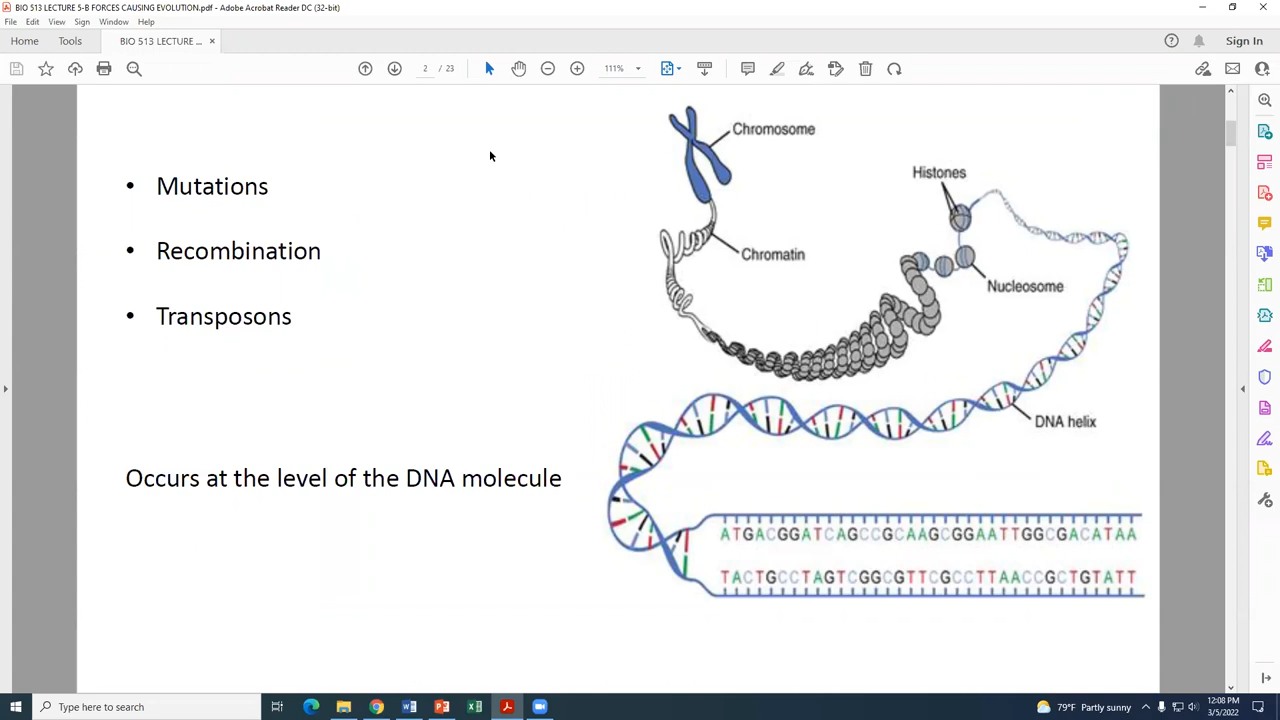 BIO 513 LECTURE 5-B FORCES CAUSING EVOLUTION.pdf - Adobe Acrobat Reader DC (32-bit)
File Edit View Sign Window Help
Home Tools BIO 513 LECTURE ... × Sign In
2 / 23 111%
Chromosome
• Mutations
Histones
• Recombination
Chromatin
Nucleosome
• Transposons
DNA helix
Occurs at the level of the DNA molecule
ATGACGGATCAGCCGCAAGCGGAATTGGCGACATAA
TACTGCCTAGTCGGCGTTCGCCTTAACCGCTGTATT
Type here to search
79°F Partly sunny
12:08 PM
3/5/2022